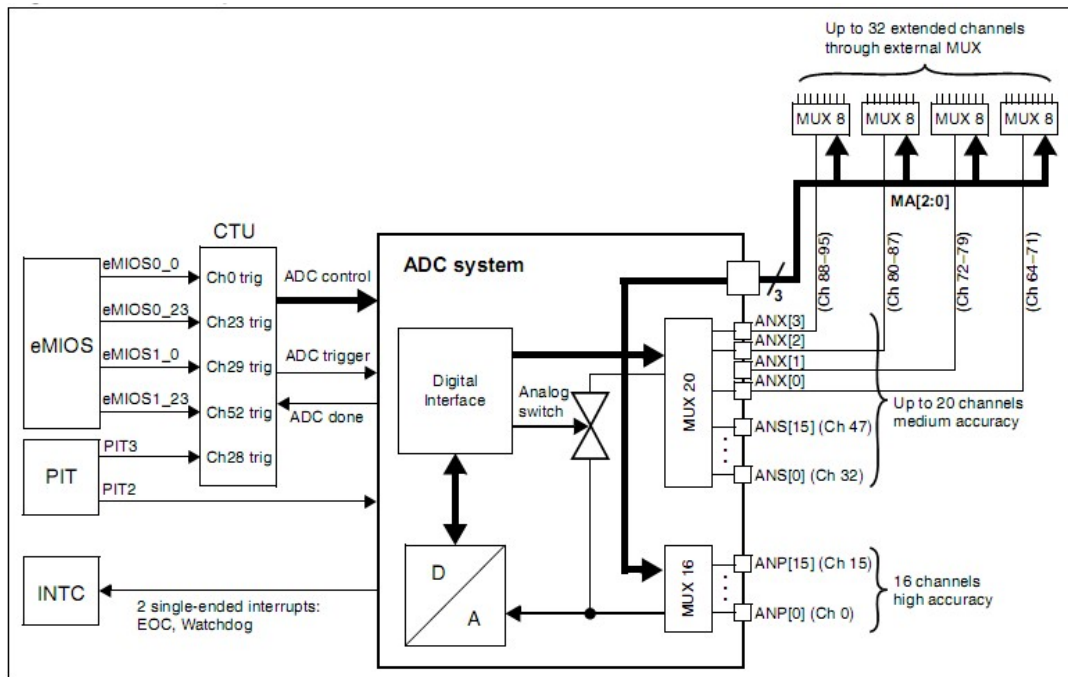 Up to 32 extended channels
through external MUX
MUX 8
MUX 8
MUX 8
MUX 8
MA[2:0]
CTU
eMIOS
eMIOS0_0
eMIOS0_23
eMIOS1_0
eMIOS1_23
Ch0 trig
Ch23 trig
Ch29 trig
Ch52 trig
Ch28 trig
ADC control
ADC trigger
ADC done
PIT
PIT3
PIT2
INTC
2 single-ended interrupts:
EOC, Watchdog
ADC system
Digital
Interface
Analog
switch
D
A
MUX 20
MUX 16
3
(Ch 88–95)
(Ch 80–87)
(Ch 72–79)
(Ch 64–71)
ANX[3]
ANX[2]
ANX[1]
ANX[0]
ANS[15] (Ch 47)
ANS[0] (Ch 32)
Up to 20 channels
medium accuracy
ANP[15] (Ch 15)
ANP[0] (Ch 0)
16 channels
high accuracy